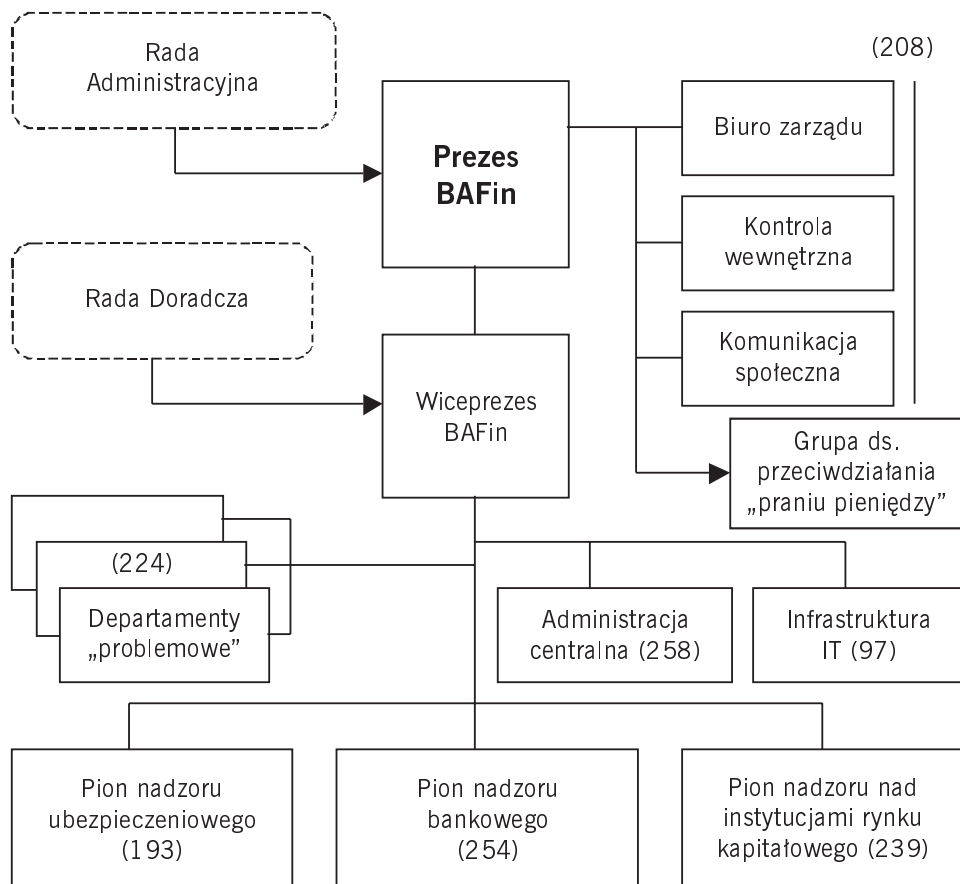 Rada
Administracyjna
(208)
Prezes
BAFin
Biuro zarządu
Kontrola
wewnętrzna
Rada Doradcza
Komunikacja
społeczna
Wiceprezes
BAFin
Grupa ds.
przeciwdziałania
„praniu pieniędzy”
(224)
Departamenty
„problemowe”
Administracja
centralna (258)
Infrastruktura
IT (97)
Pion nadzoru
ubezpieczeniowego
(193)
Pion nadzoru
bankowego
(254)
Pion nadzoru nad
instytucjami rynku
kapitałowego (239)